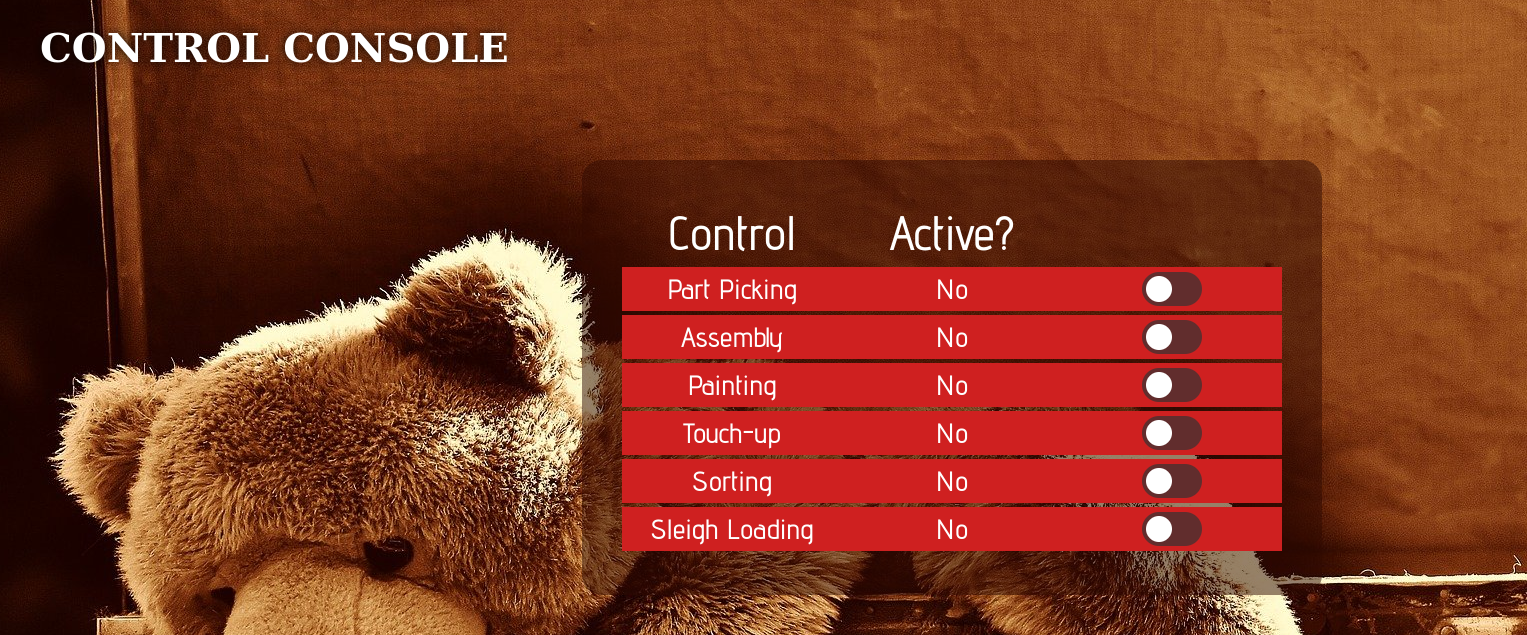 CONTROL CONSOLE
Control Active?
Part Picking No
Assembly No
Painting No
Touch-up No
Sorting No
Sleigh Loading No